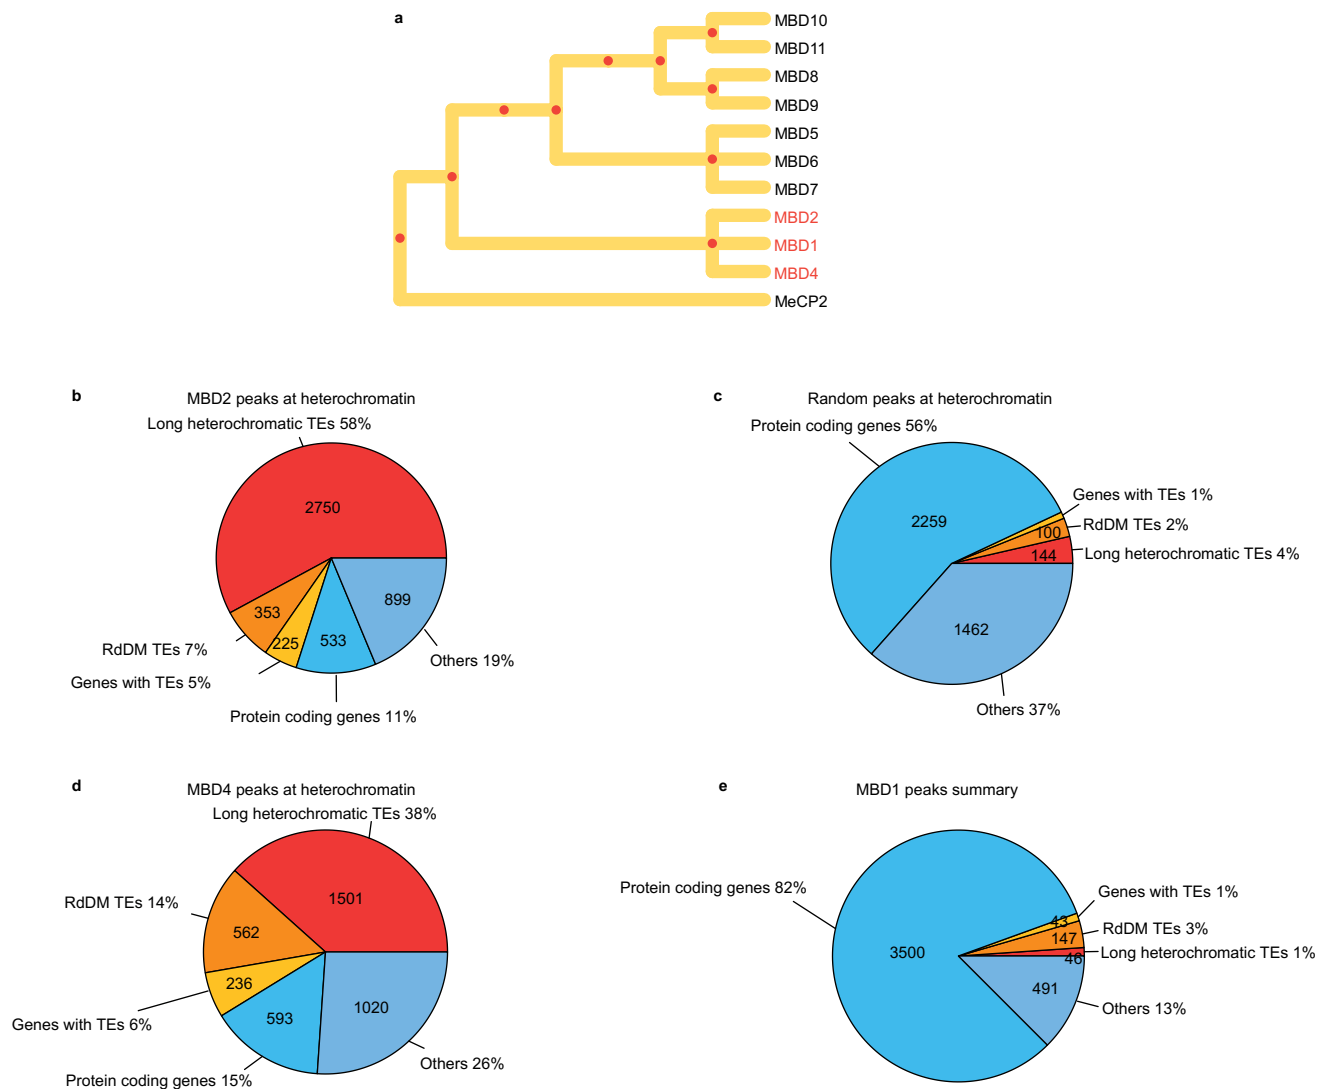 a
MBD10
MBD11
MBD8
MBD9
MBD5
MBD6
MBD7
MBD2
MBD1
MBD4
MeCP2
b
MBD2 peaks at heterochromatin
Long heterochromatic TEs 58%
2750
353
225
533
899
RdDM TEs 7%
Genes with TEs 5%
Protein coding genes 11%
Others 19%
c
Random peaks at heterochromatin
Protein coding genes 56%
2259
Genes with TEs 1%
RdDM TEs 2%
100
Long heterochromatic TEs 4%
144
1462
Others 37%
d
MBD4 peaks at heterochromatin
Long heterochromatic TEs 38%
1501
RdDM TEs 14%
562
236
Genes with TEs 6%
593
1020
Protein coding genes 15%
Others 26%
e
MBD1 peaks summary
Protein coding genes 82%
3500
Genes with TEs 1%
43
RdDM TEs 3%
147
Long heterochromatic TEs 1%
46
491
Others 13%